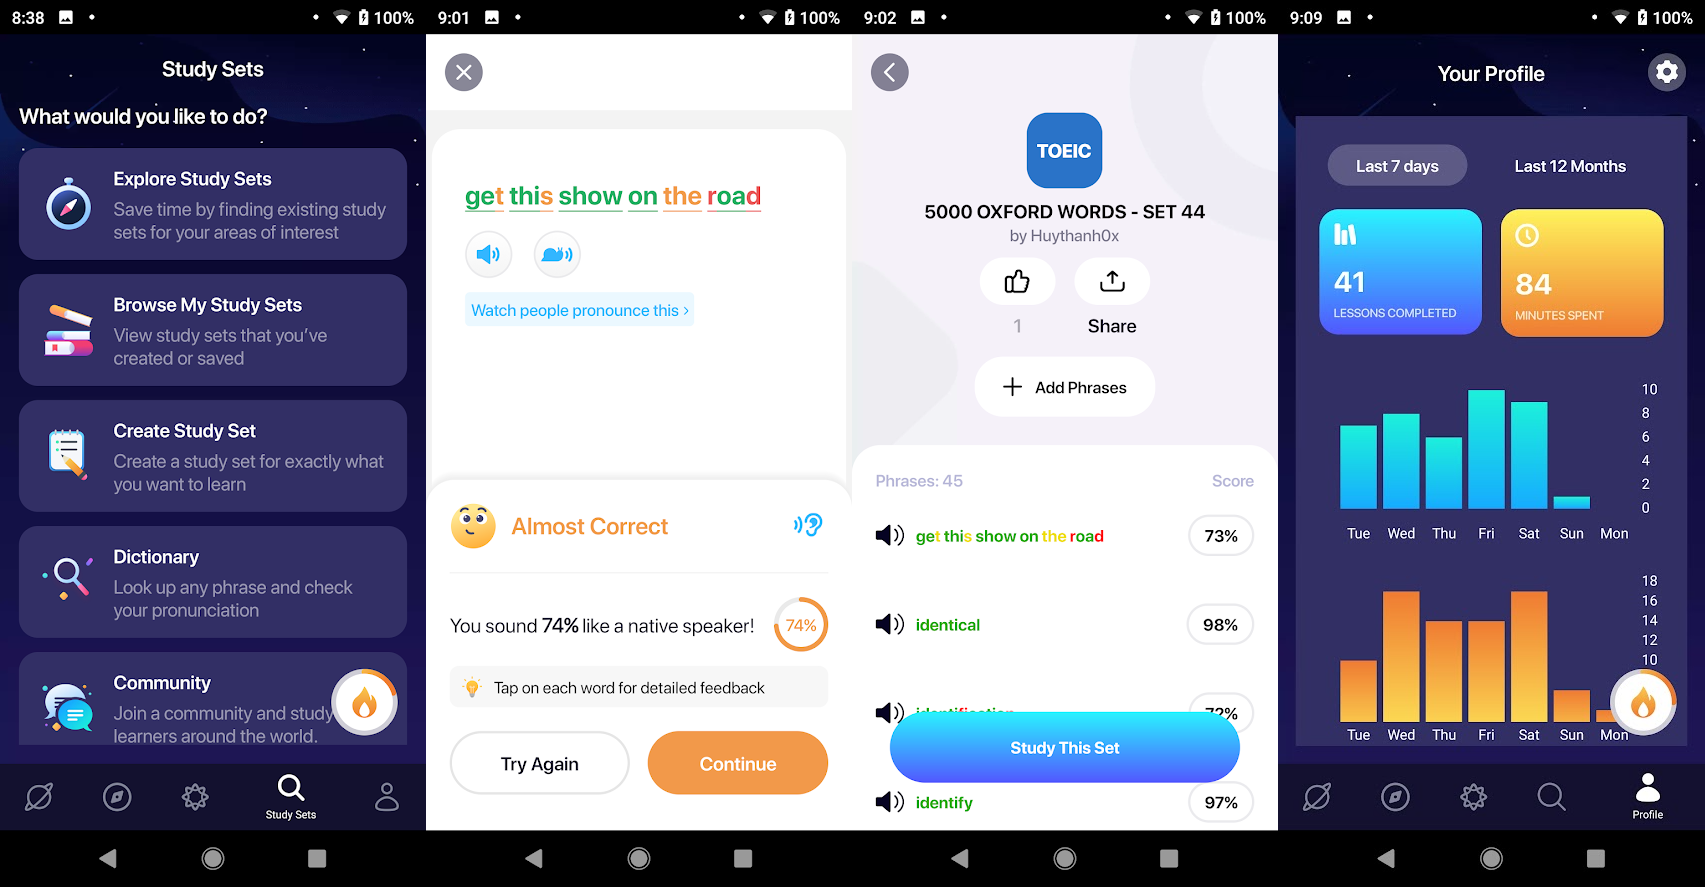 8:38
100%
Study Sets
What would you like to do?
Explore Study Sets
Save time by finding existing study
sets for your areas of interest
Browse My Study Sets
View study sets that you've
created or saved
Create Study Set
Create a study set for exactly what
you want to learn
Dictionary
Look up any phrase and check
your pronunciation
Community
Join a community and study
learners around the world.
Study Sets
9:01
100%
get this show on the road
Watch people pronounce this ›
Almost Correct
You sound 74% like a native speaker!
74%
Tap on each word for detailed feedback
Try Again
Continue
9:02
100%
TOEIC
5000 OXFORD WORDS - SET 44
by Huythanh0x
1
Share
Add Phrases
Phrases: 45
Score
get this show on the road
73%
identical
98%
identification
72%
Study This Set
identify
97%
9:09
100%
Your Profile
Last 7 days
Last 12 Months
41
LESSONS COMPLETED
84
MINUTES SPENT
10
8
6
4
2
0
Tue Wed Thu Fri Sat Sun Mon
18
16
14
12
10
Tue Wed Thu Fri Sat Sun Mon
Profile